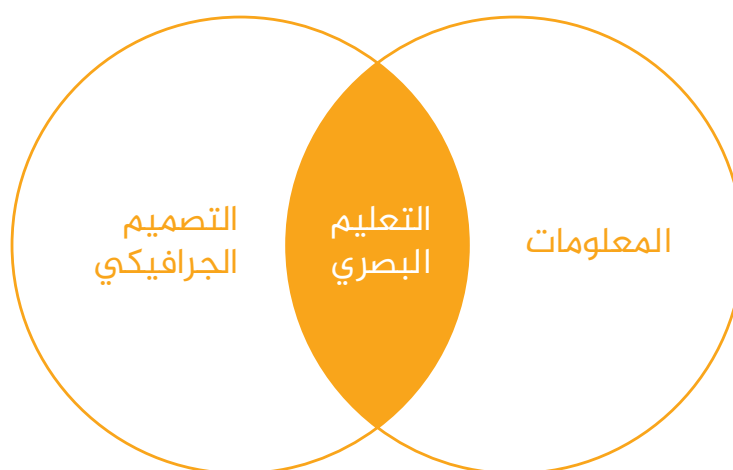 المعلومات
التعليم
البصري
التصميم
الجرافيكي